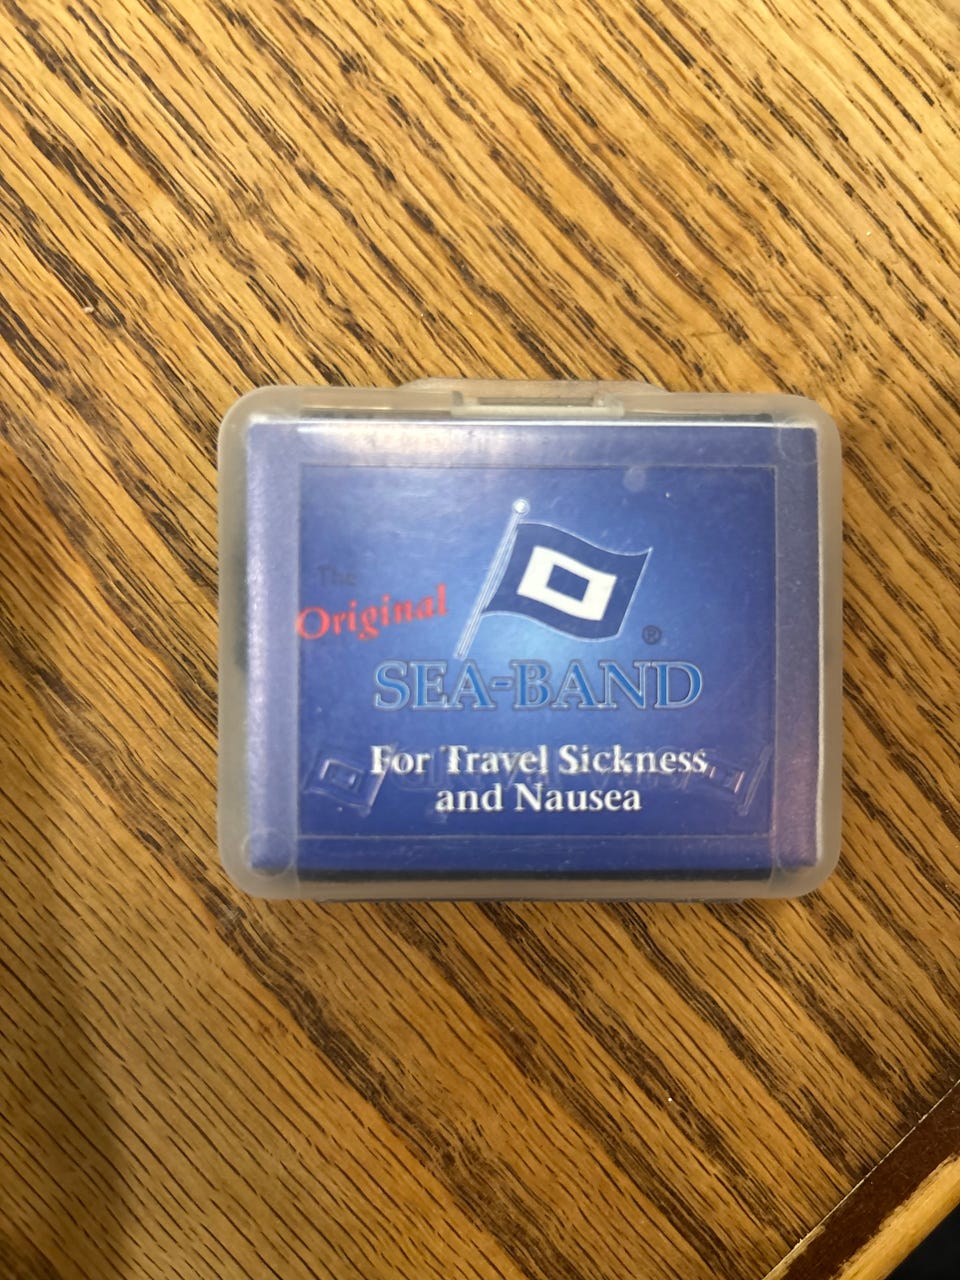 The
Original
®
SEA-BAND
For Travel Sickness
and Nausea